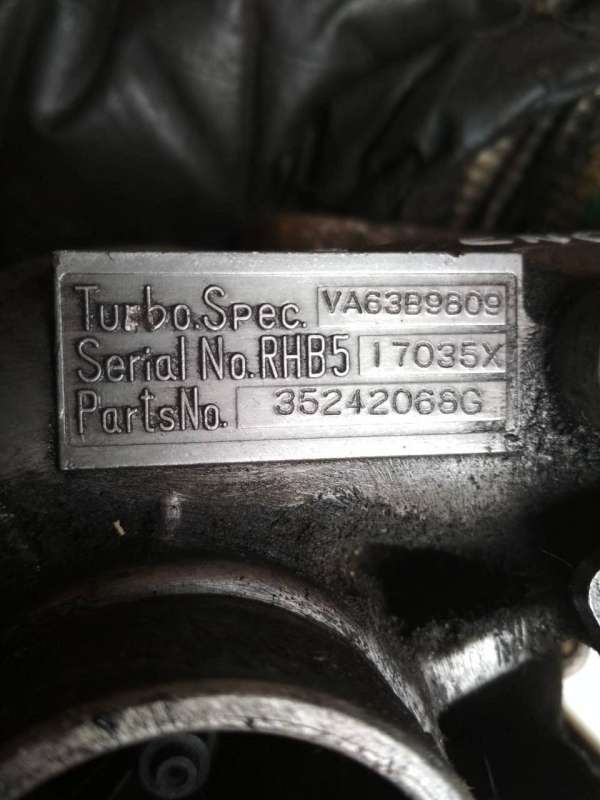 Turbo.Spec. VA63B9809
Serial No.RHB5 17035X
PartsNo. 35242068G